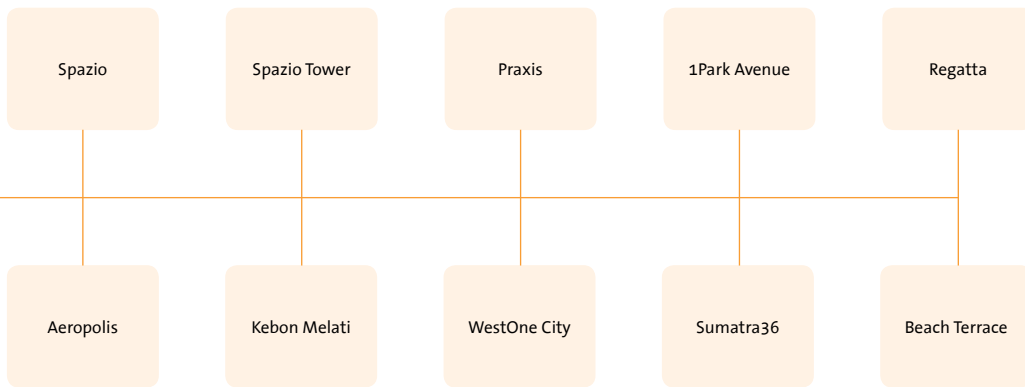 Spazio
Spazio Tower
Praxis
1Park Avenue
Regatta
Aeropolis
Kebon Melati
WestOne City
Sumatra36
Beach Terrace